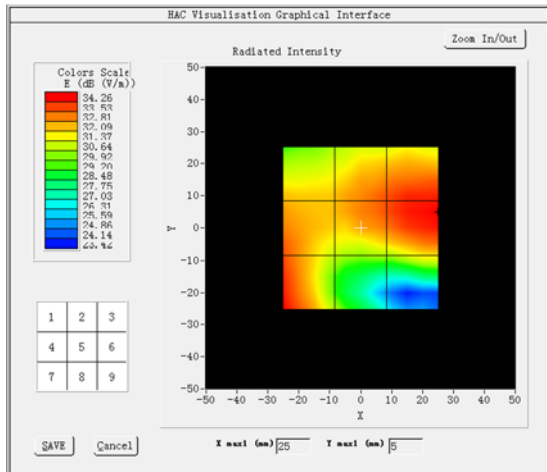 HAC Visualisation Graphical Interface
Zoom In/Out
Radiated Intensity
Colors Scale
E (dB (V/m))
34.26
33.53
32.81
32.09
31.37
30.64
29.92
29.20
28.48
27.75
27.03
26.31
25.59
24.86
24.14
23.42
1 2 3
4 5 6
7 8 9
50
40
30
20
10
0
-10
-20
-30
-40
-50
Y
-50 -40 -30 -20 -10 0 10 20 30 40 50
X
SAVE Cancel
X max1 (mm) 25 Y max1 (mm) 5